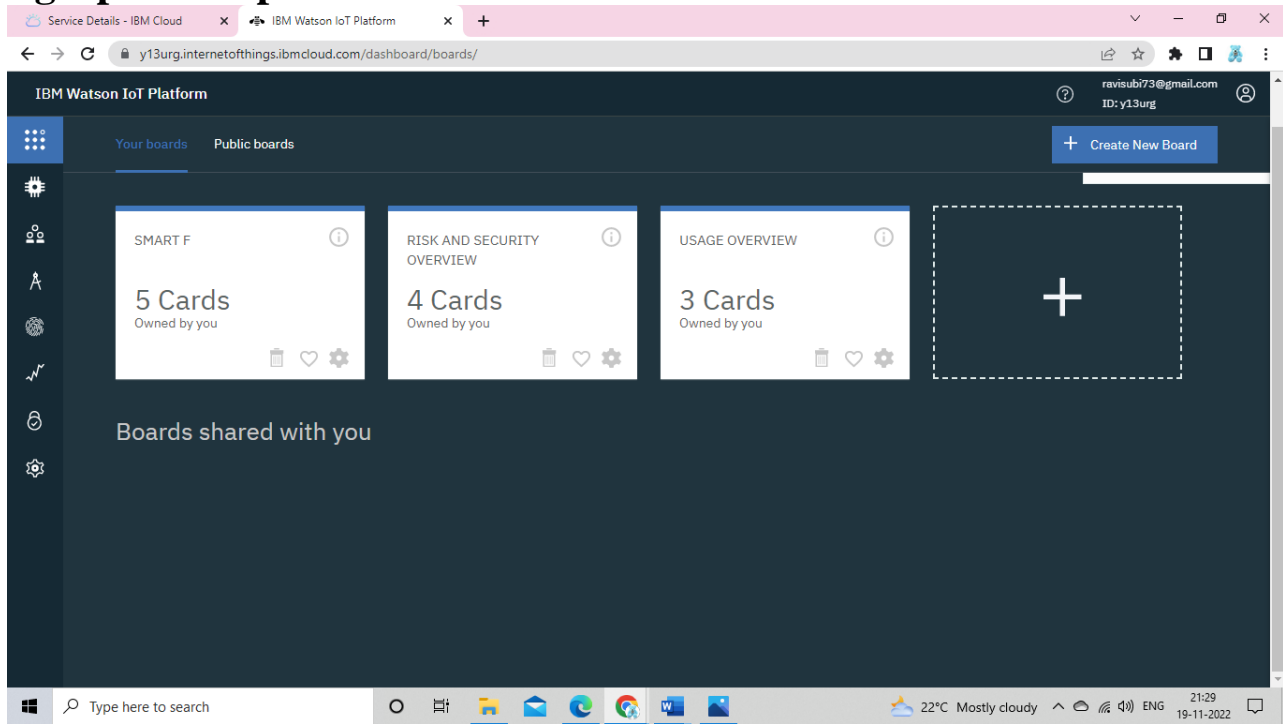 Service Details - IBM Cloud
IBM Watson IoT Platform
y13urg.internetofthings.ibmcloud.com/dashboard/boards/
IBM Watson IoT Platform
ravisubi73@gmail.com
ID: y13urg
Your boards
Public boards
Create New Board
SMART F
5 Cards
Owned by you
RISK AND SECURITY
OVERVIEW
4 Cards
Owned by you
USAGE OVERVIEW
3 Cards
Owned by you
Boards shared with you
Type here to search
22°C Mostly cloudy
ENG
21:29
19-11-2022